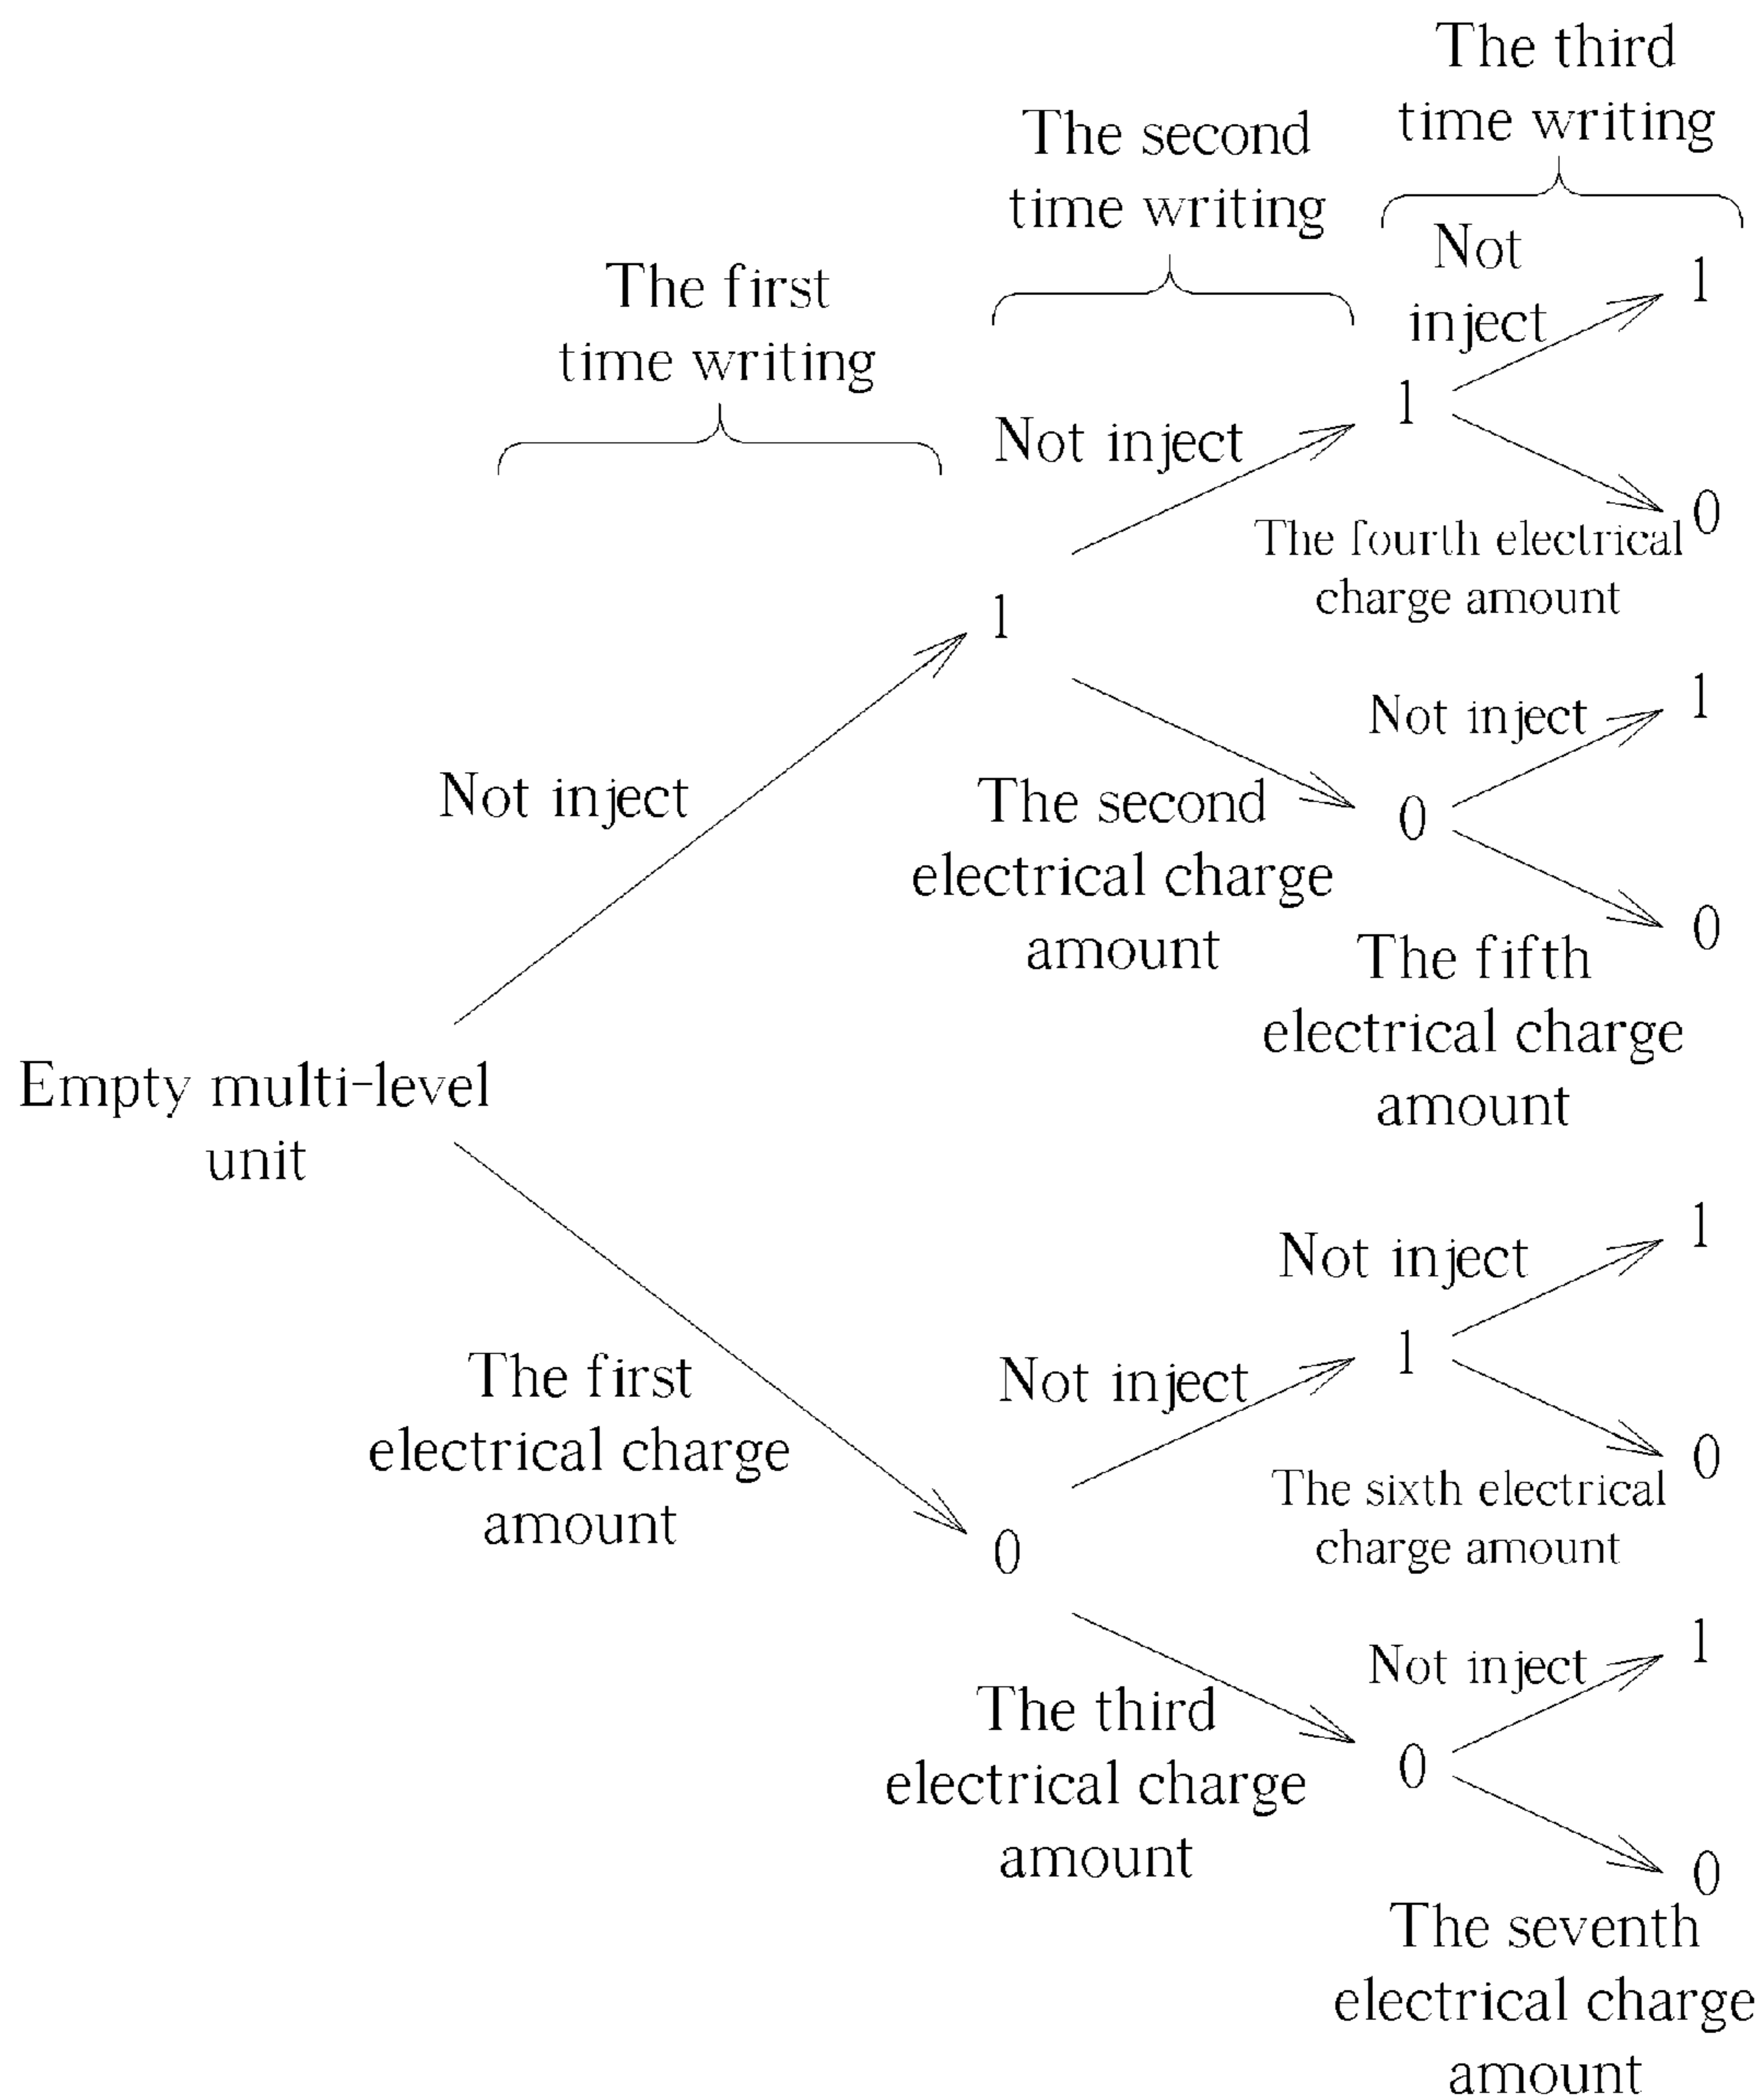 The third
time writing
The second
time writing
The first
time writing
Not
inject
1
1
Not inject
0
The fourth electrical
charge amount
1
Not inject
1
Not inject
The second
electrical charge
amount
0
0
The fifth
electrical charge
amount
Empty multi-level
unit
Not inject
1
Not inject
1
0
The first
electrical charge
amount
The sixth electrical
charge amount
0
Not inject
1
The third
electrical charge
amount
0
0
The seventh
electrical charge
amount